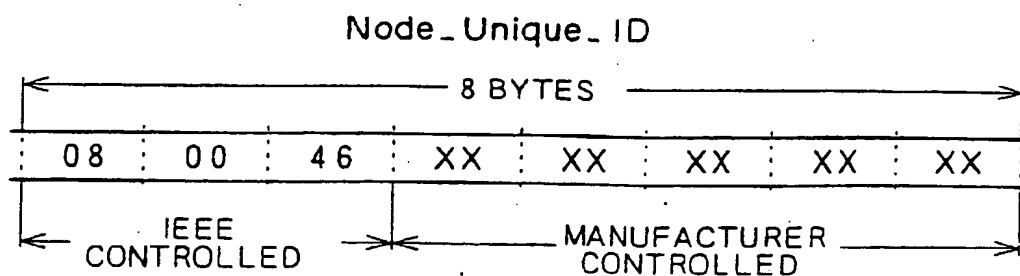 Node_Unique_ID
8 BYTES
08 00 46 XX XX XX XX XX
IEEE CONTROLLED
MANUFACTURER CONTROLLED